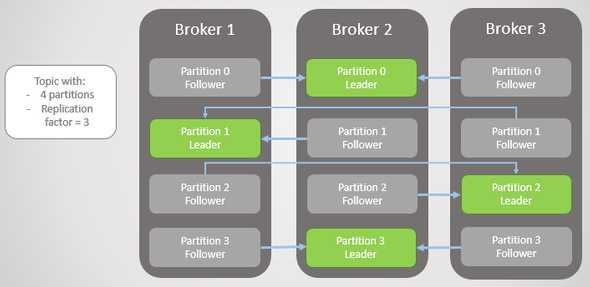 Broker 1
Broker 2
Broker 3
Topic with:
- 4 partitions
- Replication
factor = 3
Partition 0
Follower
Partition 0
Leader
Partition 0
Follower
Partition 1
Leader
Partition 1
Follower
Partition 1
Follower
Partition 2
Follower
Partition 2
Follower
Partition 2
Leader
Partition 3
Follower
Partition 3
Leader
Partition 3
Follower